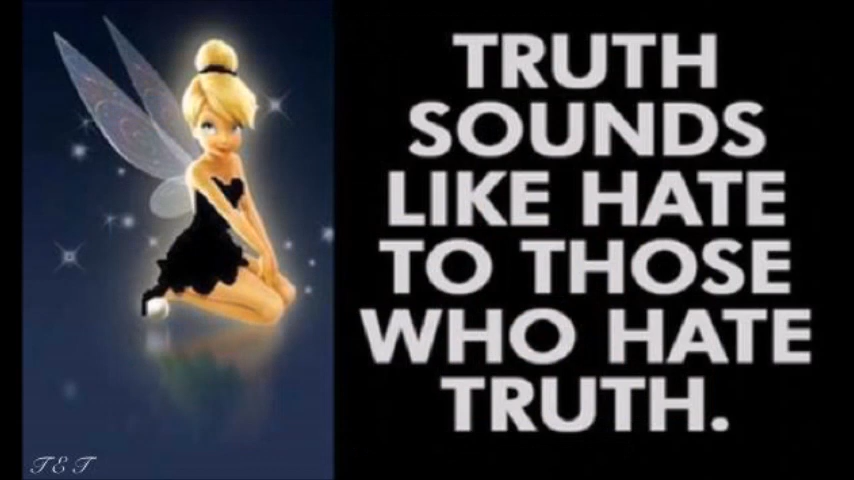 TRUTH
SOUNDS
LIKE HATE
TO THOSE
WHO HATE
TRUTH.
T&T